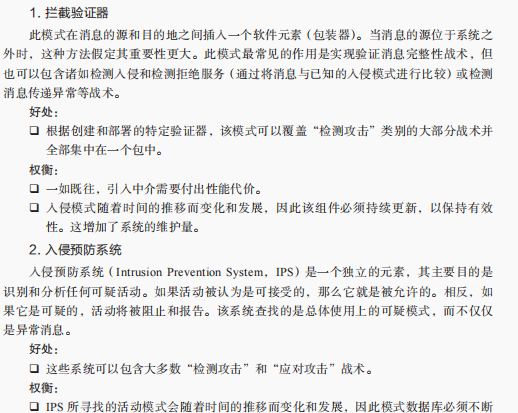 1. 拦截验证器
此模式在消息的源和目的地之间插入一个软件元素（包装器）。当消息的源位于系统之
外时，这种方法假定其重要性更大。此模式最常见的作用是实现验证消息完整性战术，但
也可以包含诸如检测入侵和检测拒绝服务（通过将消息与已知的入侵模式进行比较）或检测
消息传递异常等战术。
好处：
❑ 根据创建和部署的特定验证器，该模式可以覆盖“检测攻击”类别的大部分战术并
全部集中在一个包中。
权衡：
❑ 一如既往，引入中介需要付出性能代价。
❑ 入侵模式随着时间的推移而变化和发展，因此该组件必须持续更新，以保持有效
性。这增加了系统的维护量。
2. 入侵预防系统
入侵预防系统（Intrusion Prevention System，IPS）是一个独立的元素，其主要目的是
识别和分析任何可疑活动。如果活动被认为是可接受的，那么它就是被允许的。相反，如
果它是可疑的，活动将被阻止和报告。该系统查找的是总体使用上的可疑模式，而不仅仅
是异常消息。
好处：
❑ 这些系统可以包含大多数“检测攻击”和“应对攻击”战术。
权衡：
❑ IPS 所寻找的活动模式会随着时间的推移而变化和发展，因此模式数据库必须不断